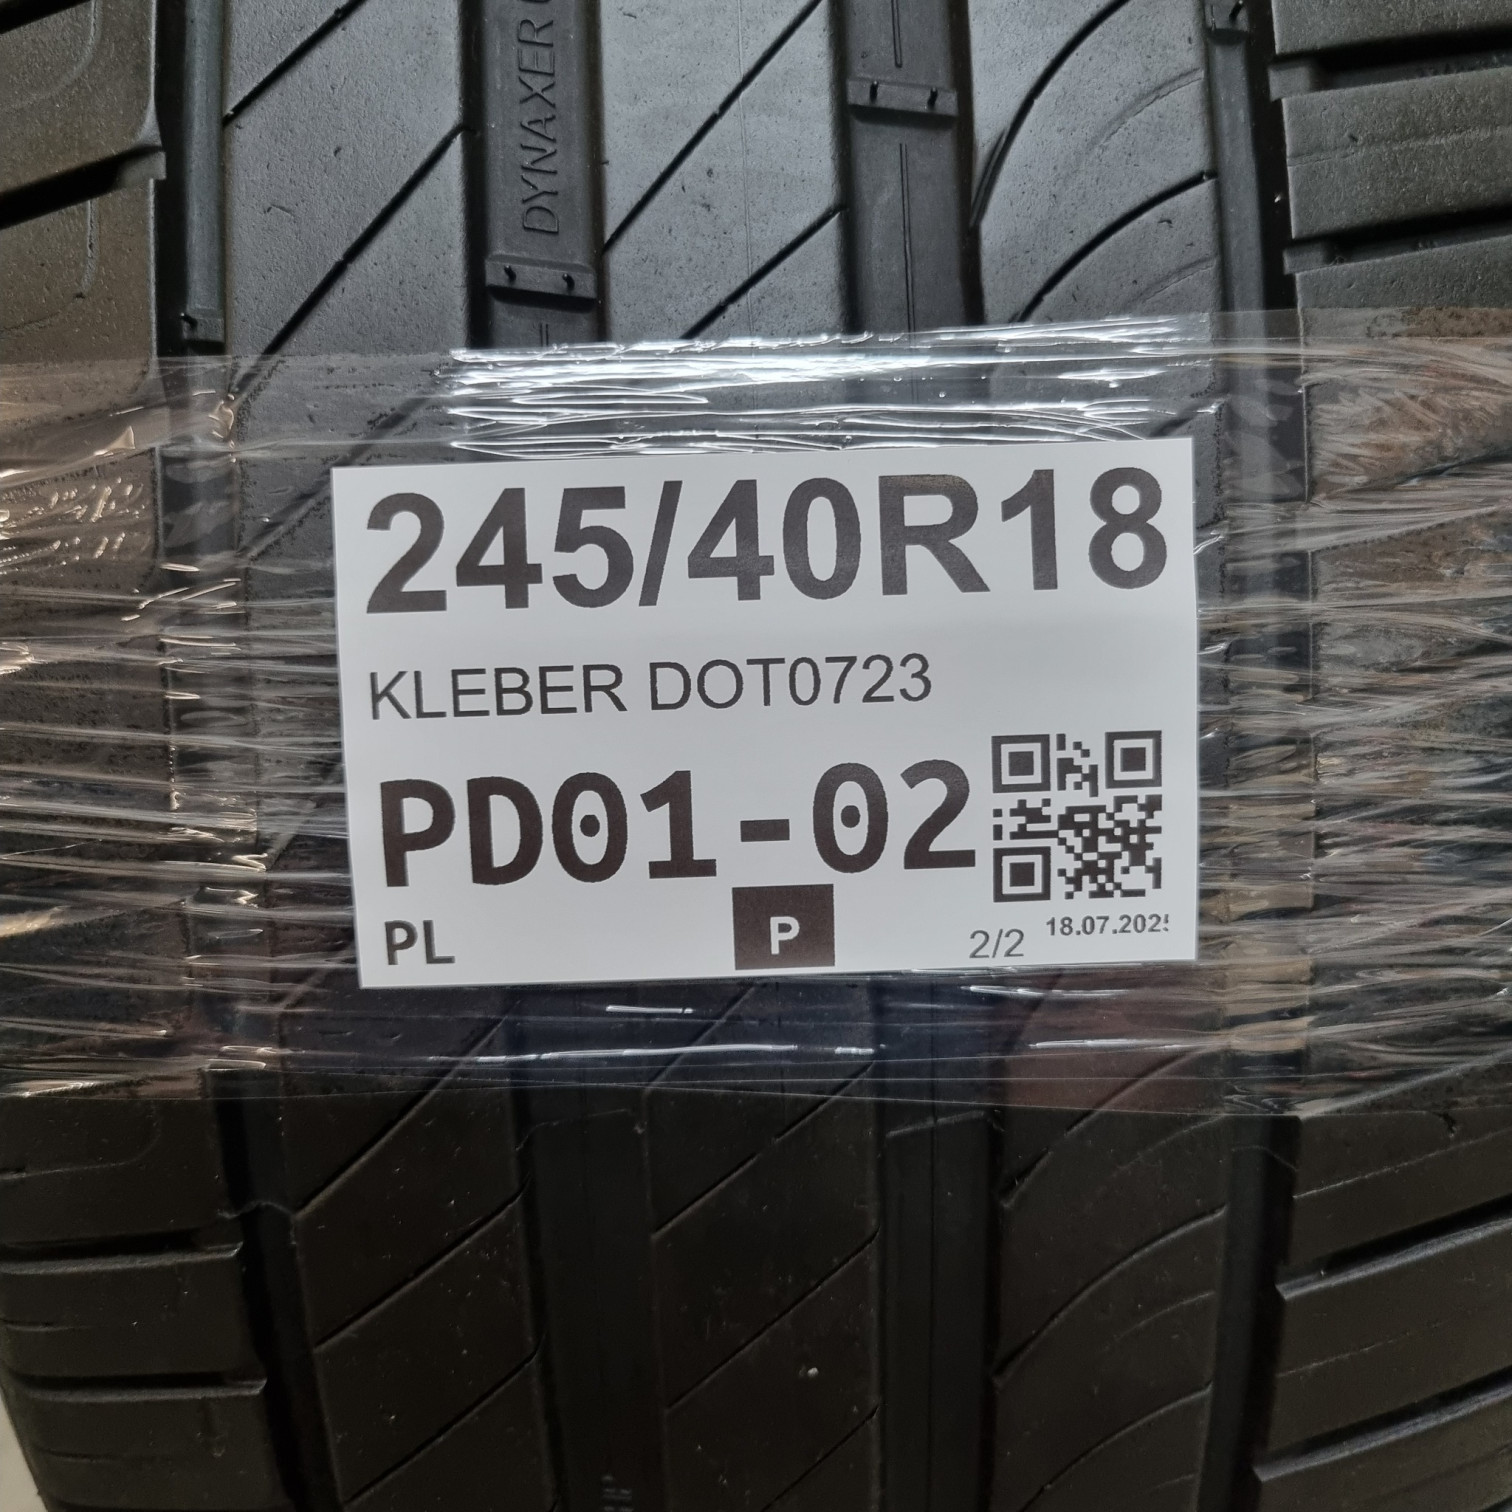 DYNAXER
245/40R18
KLEBER DOT0723
PD01-02
PL
P
2/2
18.07.202